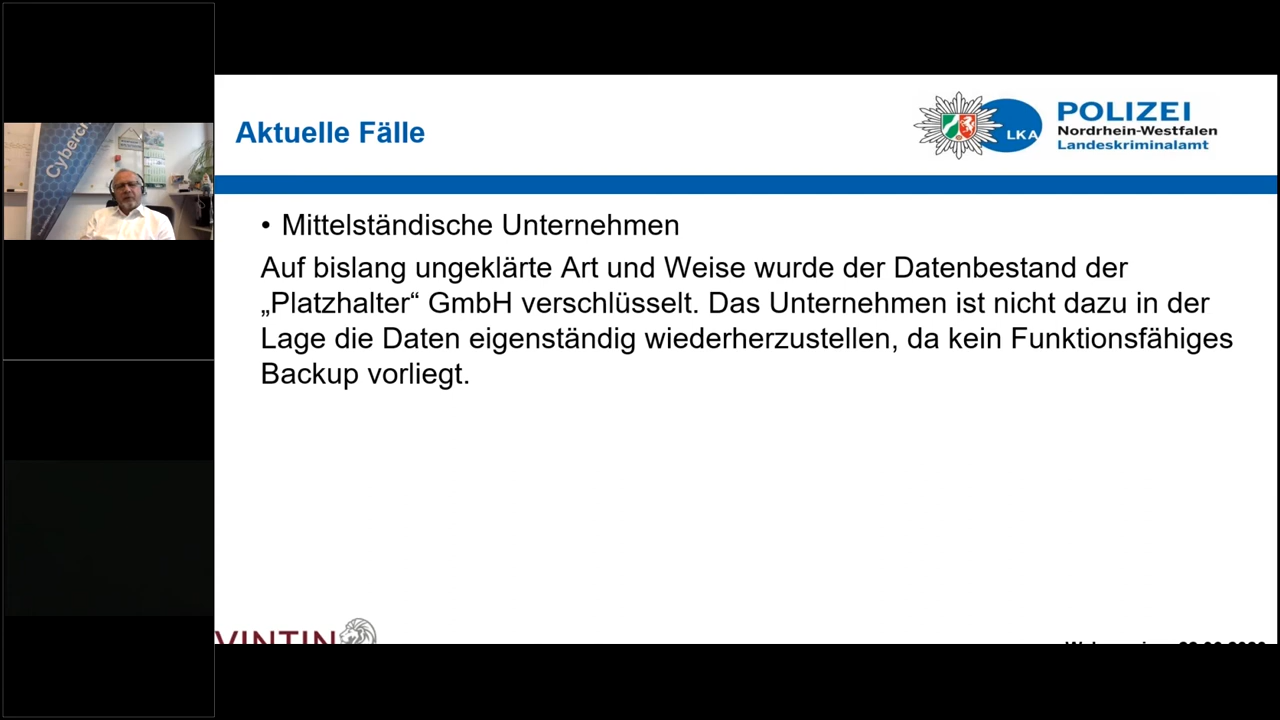 Cybercr
Aktuelle Fälle
LKA
POLIZEI
Nordrhein-Westfalen
Landeskriminalamt
• Mittelständische Unternehmen
Auf bislang ungeklärte Art und Weise wurde der Datenbestand der
„Platzhalter“ GmbH verschlüsselt. Das Unternehmen ist nicht dazu in der
Lage die Daten eigenständig wiederherzustellen, da kein Funktionsfähiges
Backup vorliegt.
VINTIN